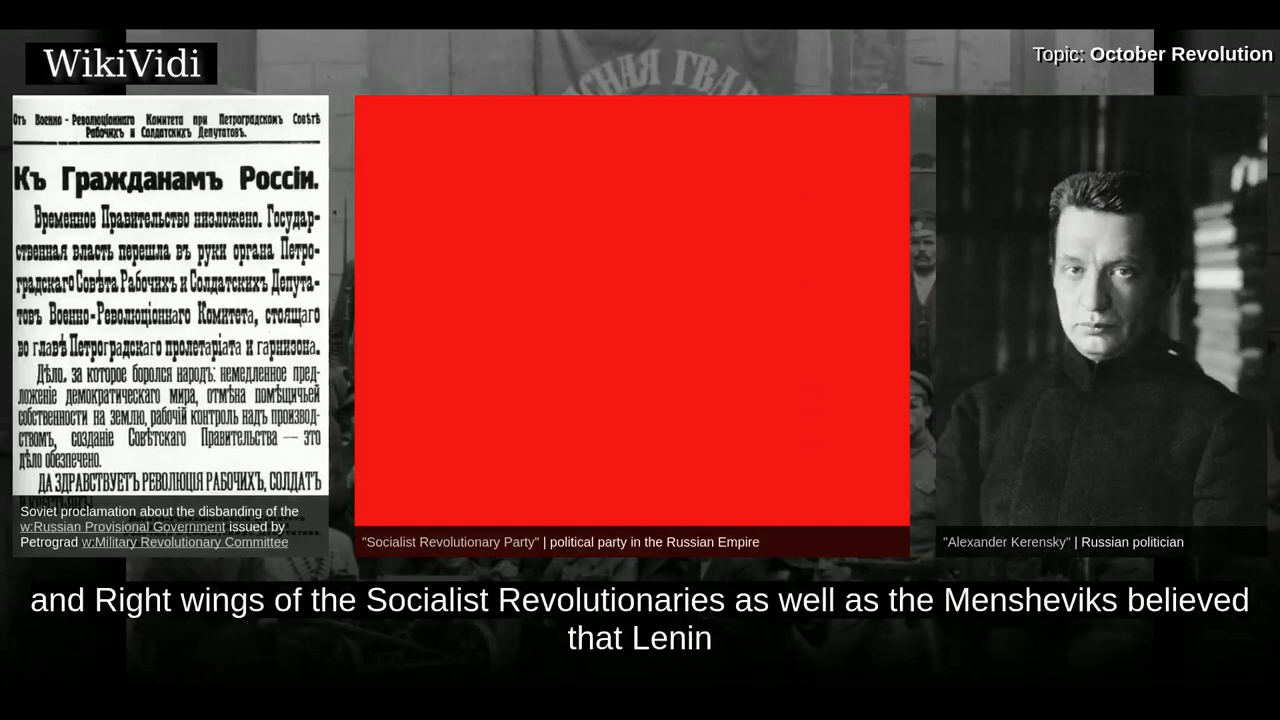 WikiVidi
Topic: October Revolution
СНАЯ ГВАР
Отъ Военно-Революціоннаго Комитета при Петроградскомъ Совѣтѣ
Рабочихъ и Солдатскихъ Депутатовъ.
Къ Гражданамъ Россіи.
Временное Правительство низложено. Государ-
ственная власть перешла въ руки органа Петро-
градскаго Совѣта Рабочихъ и Солдатскихъ Депута-
товъ Военно-Революціоннаго Комитета, стоящаго
во главѣ Петроградскаго пролетаріата и гарнизона.
Дѣло, за которое боролся народъ: немедленное пред-
ложеніе демократическаго мира, отмѣна помѣщичьей
собственности на землю, рабочій контроль надъ производ-
ствомъ, созданіе Совѣтскаго Правительства — это
дѣло обезпечено.
ДА ЗДРАВСТВУЕТЪ РЕВОЛЮЦІЯ РАБОЧИХЪ, СОЛДАТЪ
Soviet proclamation about the disbanding of the
w:Russian Provisional Government issued by
Petrograd w:Military Revolutionary Committee
"Socialist Revolutionary Party" | political party in the Russian Empire
"Alexander Kerensky" | Russian politician
and Right wings of the Socialist Revolutionaries as well as the Mensheviks believed
that Lenin